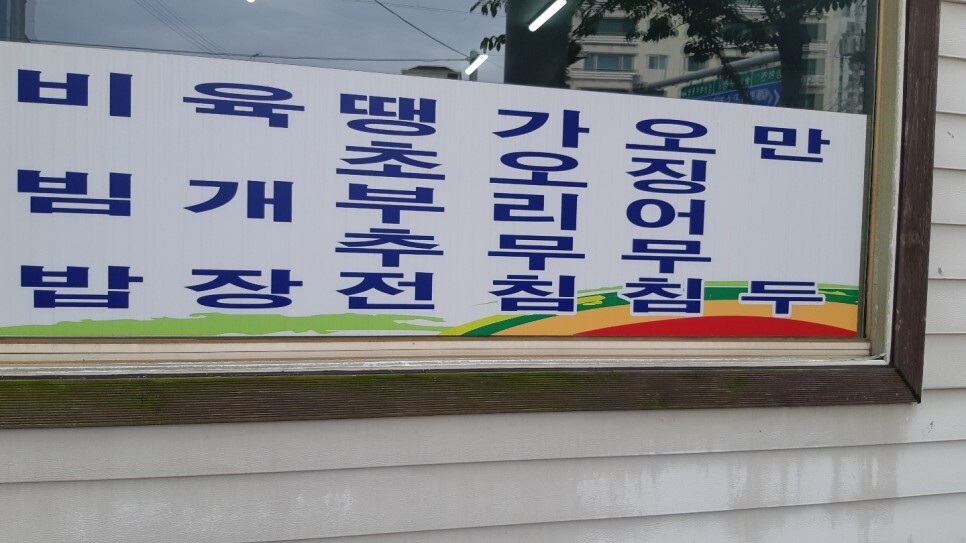 비빔밥
육개장
땡초부추전
가오리무침
오징어무침
만두